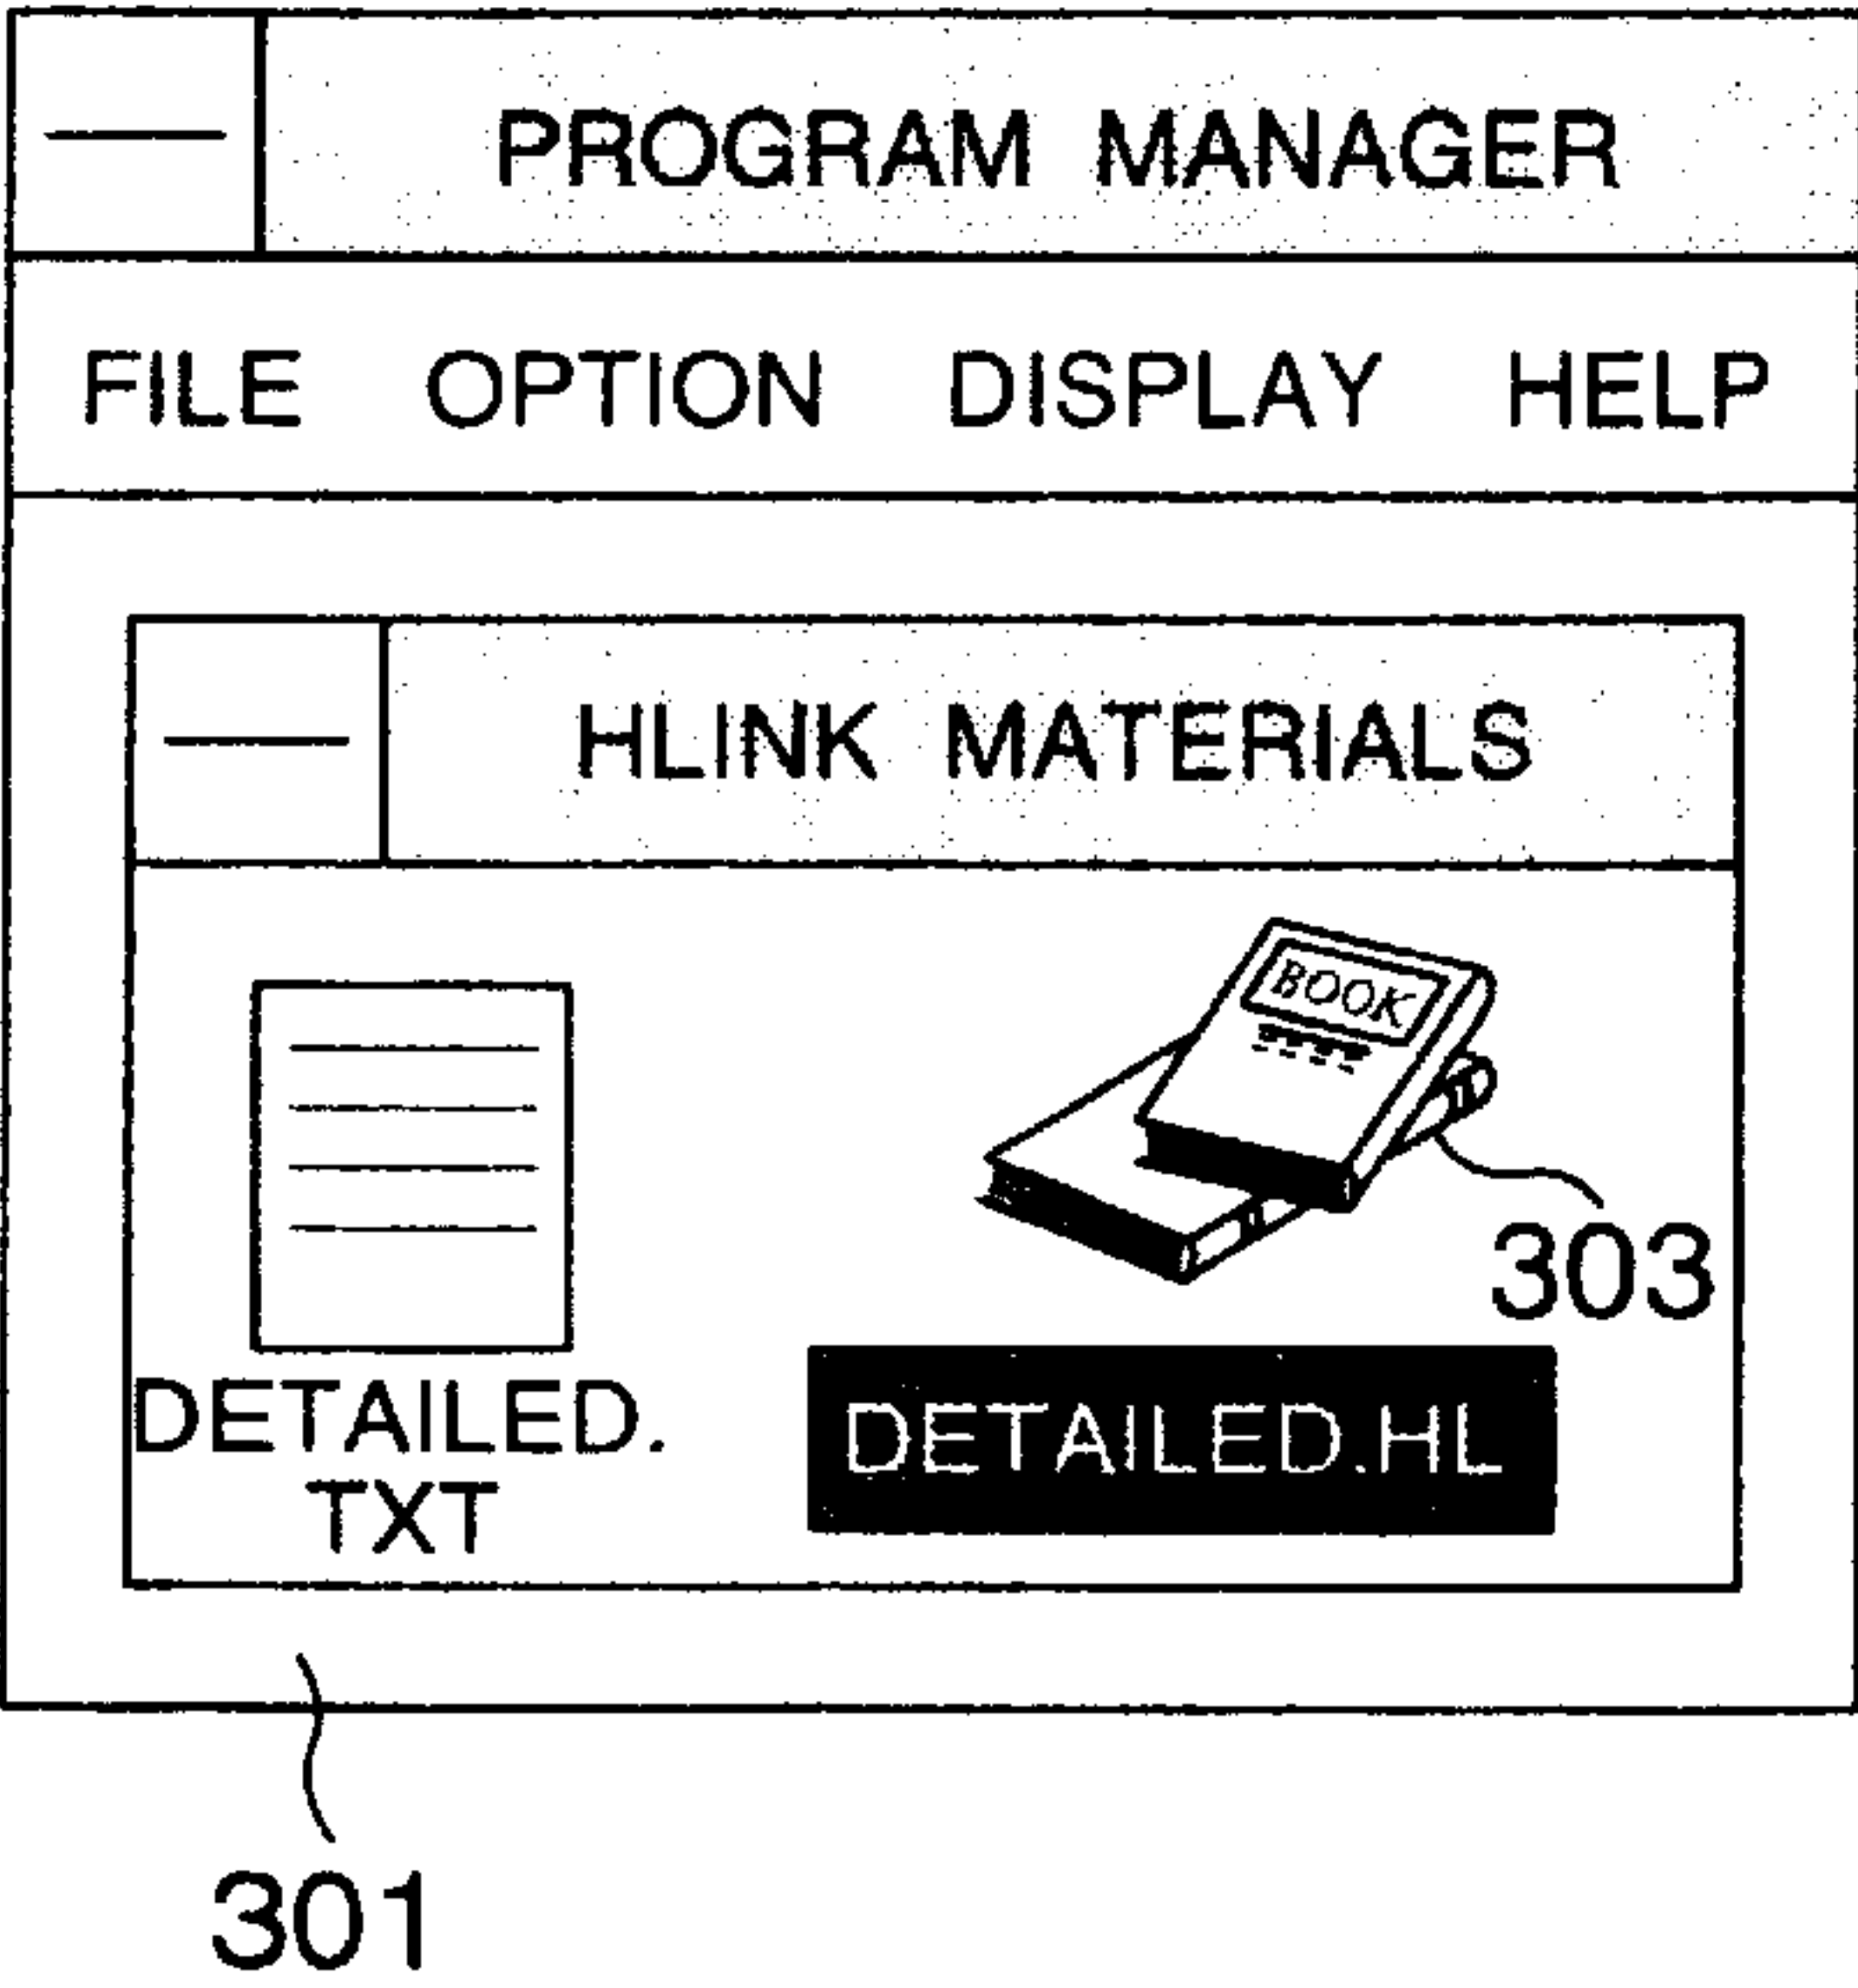 PROGRAM MANAGER
FILE OPTION DISPLAY HELP
HLINK MATERIALS
BOOK
303
DETAILED.
TXT
DETAILED.HL
301